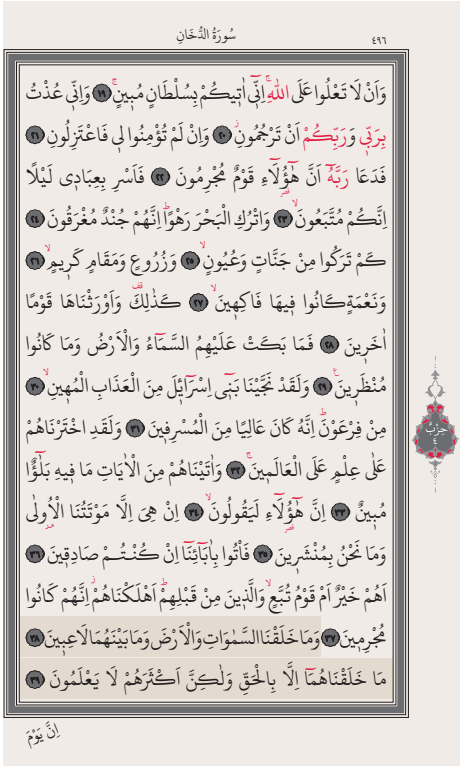 سُورَةُ الدُّخَانِ
٤٩٦
وَاَنْ لَا تَعْلُوا عَلَى اللّٰهِۚ اِنّ۪ٓي اٰت۪يكُمْ بِسُلْطَانٍ مُب۪ينٍۚ ﴿١٩﴾ وَاِنّ۪ي عُذْتُ
بِرَبّ۪ي وَرَبِّكُمْ اَنْ تَرْجُمُونِۘ ﴿٢٠﴾ وَاِنْ لَمْ تُؤْمِنُوا ل۪ي فَاعْتَزِلُونِ ﴿٢١﴾
فَدَعَا رَبَّهُٓ اَنَّ هٰٓؤُ۬لَٓاءِ قَوْمٌ مُجْرِمُونَ ﴿٢٢﴾ فَاَسْرِ بِعِبَاد۪ي لَيْلًا
اِنَّكُمْ مُتَّبَعُونَۙ ﴿٢٣﴾ وَاتْرُكِ الْبَحْرَ رَهْوًاۜ اِنَّهُمْ جُنْدٌ مُغْرَقُونَ ﴿٢٤﴾
كَمْ تَرَكُوا مِنْ جَنَّاتٍ وَعُيُونٍۙ ﴿٢٥﴾ وَزُرُوعٍ وَمَقَامٍ كَر۪يمٍۙ ﴿٢٦﴾
وَنَعْمَةٍ كَانُوا ف۪يهَا فَاكِه۪ينَۙ ﴿٢٧﴾ كَذٰلِكَ۠ وَاَوْرَثْنَاهَا قَوْمًا
اٰخَر۪ينَ ﴿٢٨﴾ فَمَا بَكَتْ عَلَيْهِمُ السَّمَٓاءُ وَالْاَرْضُ وَمَا كَانُوا
مُنْظَر۪ينَ۟ ﴿٢٩﴾ وَلَقَدْ نَجَّيْنَا بَن۪ٓي اِسْرَٓائ۪لَ مِنَ الْعَذَابِ الْمُه۪ينِۙ ﴿٣٠﴾
مِنْ فِرْعَوْنَۜ اِنَّهُ كَانَ عَالِيًا مِنَ الْمُسْرِف۪ينَ ﴿٣١﴾ وَلَقَدِ اخْتَرْنَاهُمْ
عَلٰى عِلْمٍ عَلَى الْعَالَم۪ينَۚ ﴿٣٢﴾ وَاٰتَيْنَاهُمْ مِنَ الْاٰيَاتِ مَا ف۪يهِ بَلٰٓؤٌ۬ا
مُب۪ينٌ ﴿٣٣﴾ اِنَّ هٰٓؤُ۬لَٓاءِ لَيَقُولُونَۙ ﴿٣٤﴾ اِنْ هِيَ اِلَّا مَوْتَتُنَا الْاُو۫لٰى
وَمَا نَحْنُ بِمُنْشَر۪ينَ ﴿٣٥﴾ فَأْتُوا بِاٰبَٓائِنَٓا اِنْ كُنْتُمْ صَادِق۪ينَ ﴿٣٦﴾
اَهُمْ خَيْرٌ اَمْ قَوْمُ تُبَّعٍۙ وَالَّذ۪ينَ مِنْ قَبْلِهِمْۜ اَهْلَكْنَاهُمْۘ اِنَّهُمْ كَانُوا
مُجْرِم۪ينَ ﴿٣٧﴾ وَمَا خَلَقْنَا السَّمٰوَاتِ وَالْاَرْضَ وَمَا بَيْنَهُمَا لَاعِب۪ينَ ﴿٣٨﴾
مَا خَلَقْنَاهُمَٓا اِلَّا بِالْحَقِّ وَلٰكِنَّ اَكْثَرَهُمْ لَا يَعْلَمُونَ ﴿٣٩﴾
اِنَّ يَوْمَ
حِزْب
٤